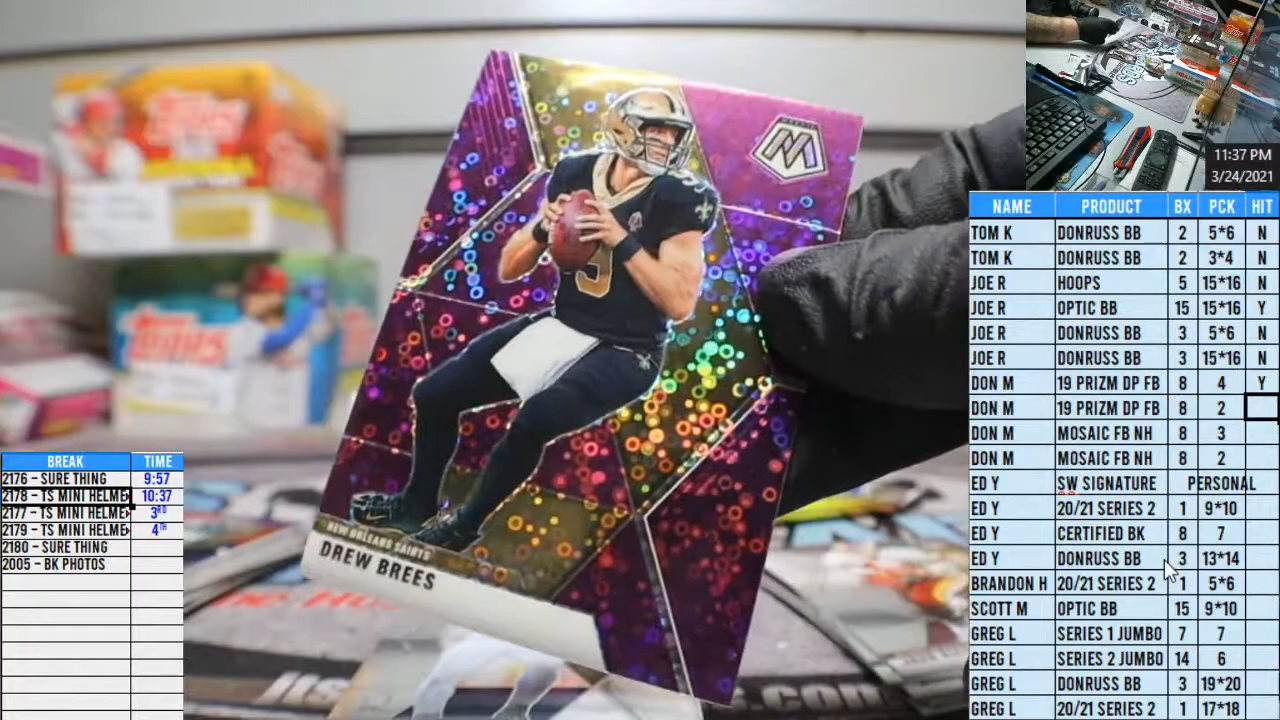 Topps
Topps
NEW ORLEANS SAINTS
DREW BREES
11:37 PM
3/24/2021
NAME PRODUCT BX PCK HIT
TOM K DONRUSS BB 2 5*6 N
TOM K DONRUSS BB 2 3*4 N
JOE R HOOPS 5 15*16 N
JOE R OPTIC BB 15 15*16 Y
JOE R DONRUSS BB 3 5*6 N
JOE R DONRUSS BB 3 15*16 N
DON M 19 PRIZM DP FB 8 4 Y
DON M 19 PRIZM DP FB 8 2
DON M MOSAIC FB NH 8 3
DON M MOSAIC FB NH 8 2
ED Y SW SIGNATURE PERSONAL
ED Y 20/21 SERIES 2 1 9*10
ED Y CERTIFIED BK 8 7
ED Y DONRUSS BB 3 13*14
BRANDON H 20/21 SERIES 2 1 5*6
SCOTT M OPTIC BB 15 9*10
GREG L SERIES 1 JUMBO 7 7
GREG L SERIES 2 JUMBO 14 6
GREG L DONRUSS BB 3 19*20
GREG L 20/21 SERIES 2 1 17*18
BREAK TIME
2176 – SURE THING 9:57
2178 – TS MINI HELME 10:37
2177 – TS MINI HELME 3RD
2179 – TS MINI HELME 4TH
2180 – SURE THING
2005 – BK PHOTOS